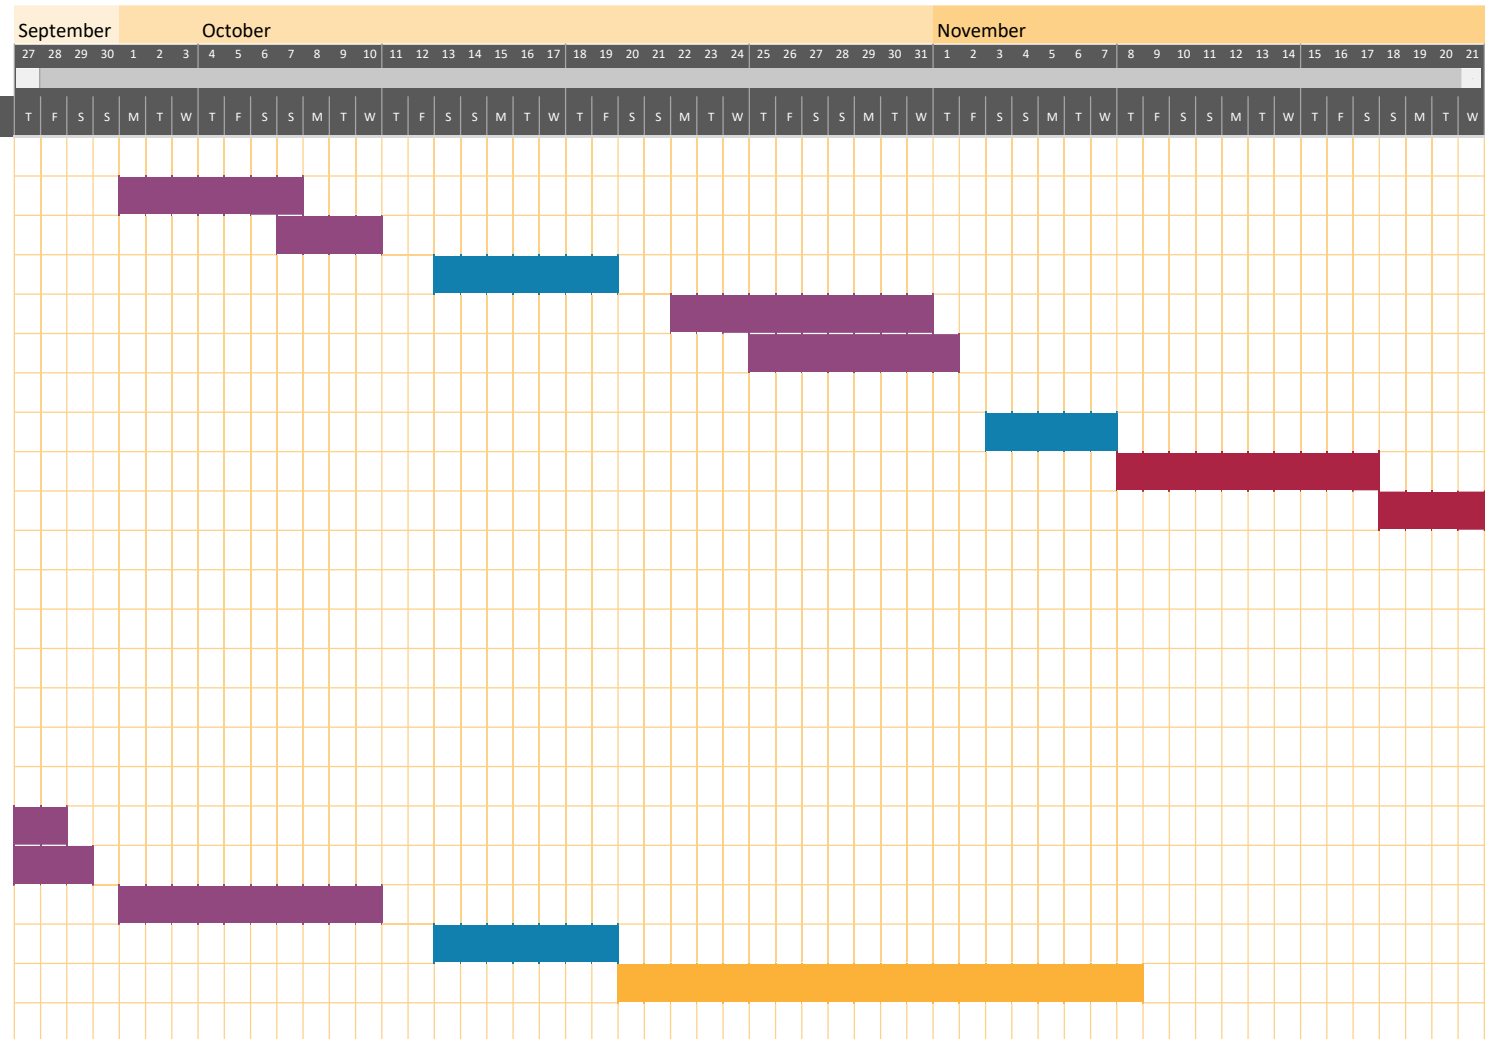 September October November
27 28 29 30 1 2 3 4 5 6 7 8 9 10 11 12 13 14 15 16 17 18 19 20 21 22 23 24 25 26 27 28 29 30 31 1 2 3 4 5 6 7 8 9 10 11 12 13 14 15 16 17 18 19 20 21
T F S S M T W T F S S M T W T F S S M T W T F S S M T W T F S S M T W T F S S M T W T F S S M T W T F S S M T W